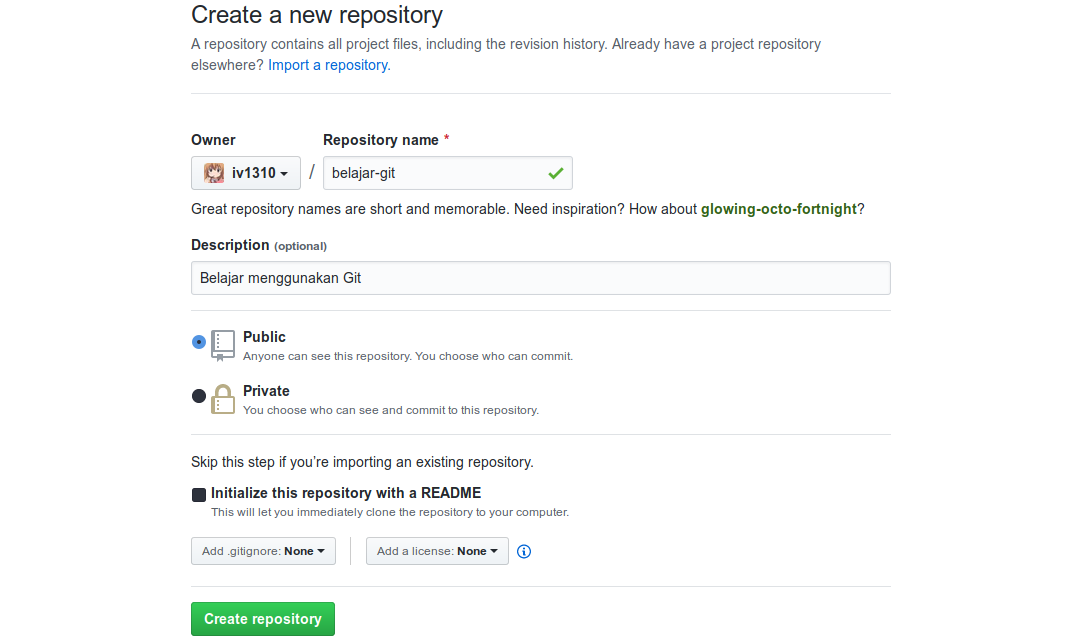 Create a new repository
A repository contains all project files, including the revision history. Already have a project repository
elsewhere? Import a repository.
Owner
Repository name *
iv1310
/
belajar-git
Great repository names are short and memorable. Need inspiration? How about glowing-octo-fortnight?
Description (optional)
Belajar menggunakan Git
Public
Anyone can see this repository. You choose who can commit.
Private
You choose who can see and commit to this repository.
Skip this step if you’re importing an existing repository.
Initialize this repository with a README
This will let you immediately clone the repository to your computer.
Add .gitignore: None
Add a license: None
Create repository